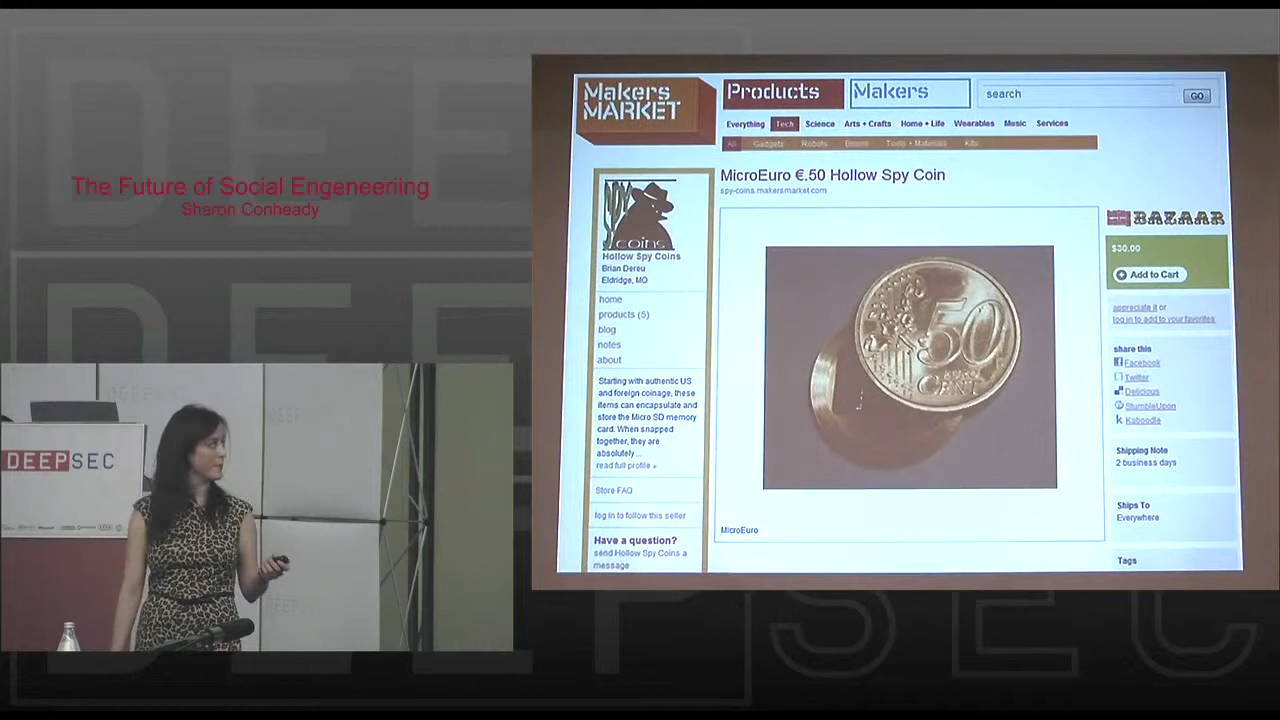 The Future of Social Engeneeriing
Sharon Conheady
DEEPSEC
Makers
MARKET
Products
Makers
search
GO
Everything
Tech
Science
Arts + Crafts
Home + Life
Wearables
Music
Services
All
Gadgets
Robots
Tools + Materials
Kits
MicroEuro €.50 Hollow Spy Coin
spy-coins.makersmarket.com
SPY
coins
Hollow Spy Coins
Brian Dereu
Eldridge, MO
home
products (5)
blog
notes
about
Starting with authentic US
and foreign coinage, these
items can encapsulate and
store the Micro SD memory
card. When snapped
together, they are
absolutely...
read full profile »
Store FAQ
log in to follow this seller
Have a question?
send Hollow Spy Coins a
message
50
CENT
MicroEuro
BAZAAR
$30.00
Add to Cart
appreciate it or
log in to add to your favorites
share this
Facebook
Twitter
Delicious
StumbleUpon
Kaboodle
Shipping Note
2 business days
Ships To
Everywhere
Tags